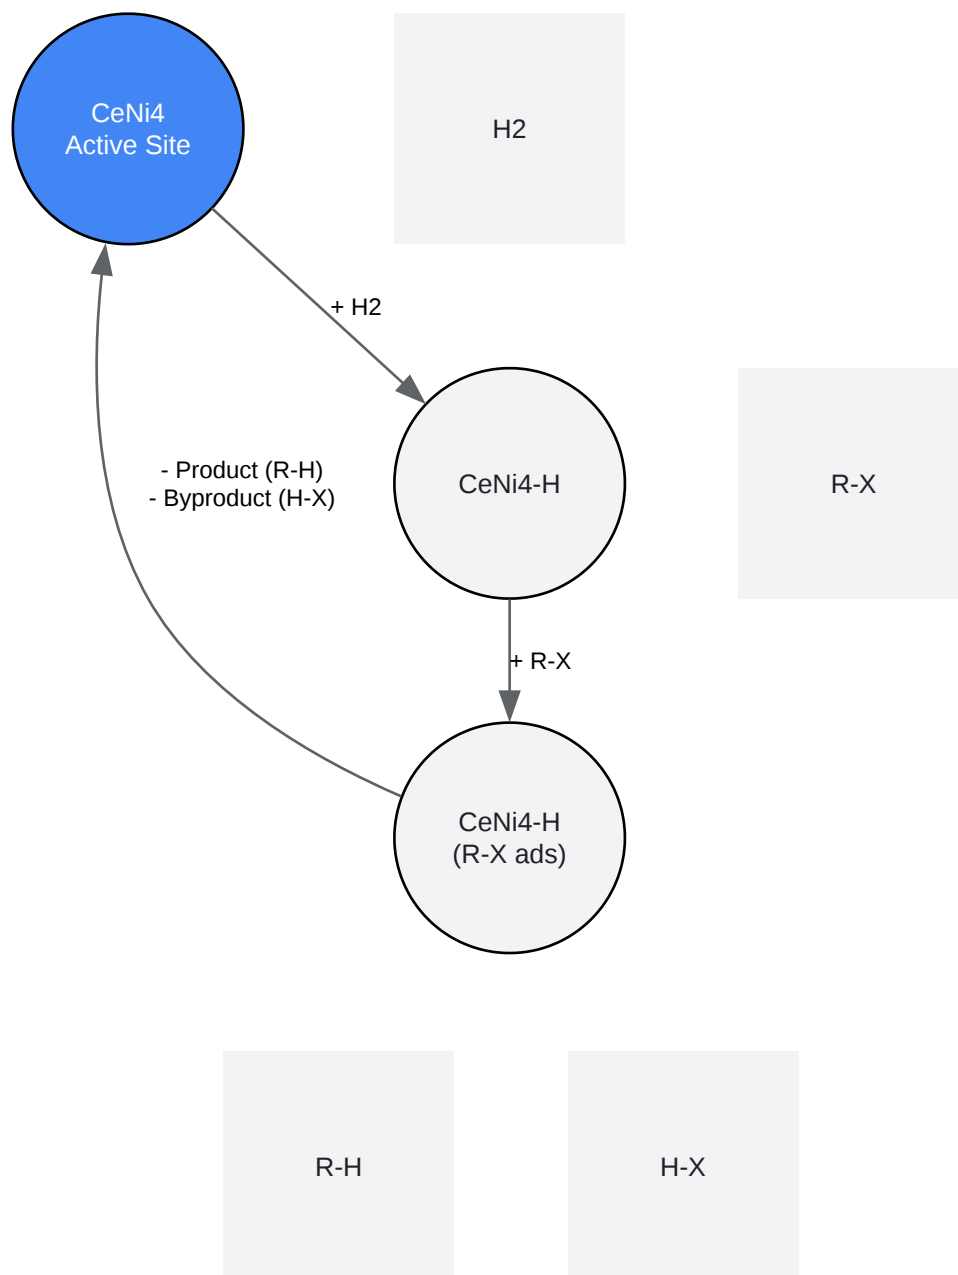 CeNi4
Active Site
H2
+ H2
- Product (R-H)
- Byproduct (H-X)
CeNi4-H
R-X
+ R-X
CeNi4-H
(R-X ads)
R-H
H-X